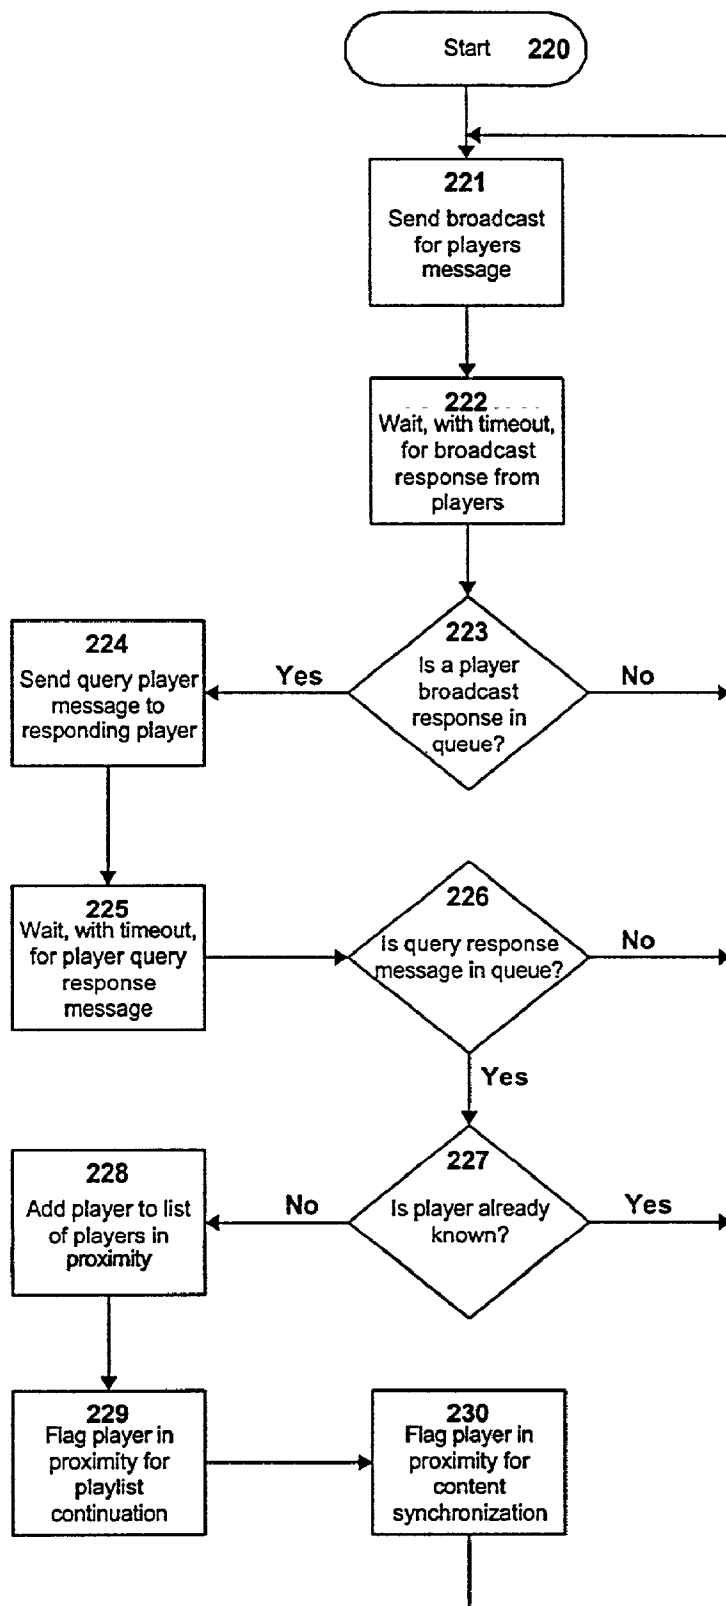 Start 220
221
Send broadcast
for players
message
222
Wait, with timeout,
for broadcast
response from
players
223
Is a player
broadcast
response in
queue?
Yes
No
224
Send query player
message to
responding player
225
Wait, with timeout,
for player query
response
message
226
Is query response
message in queue?
No
Yes
227
Is player already
known?
No
Yes
228
Add player to list
of players in
proximity
229
Flag player in
proximity for
playlist
continuation
230
Flag player in
proximity for
content
synchronization